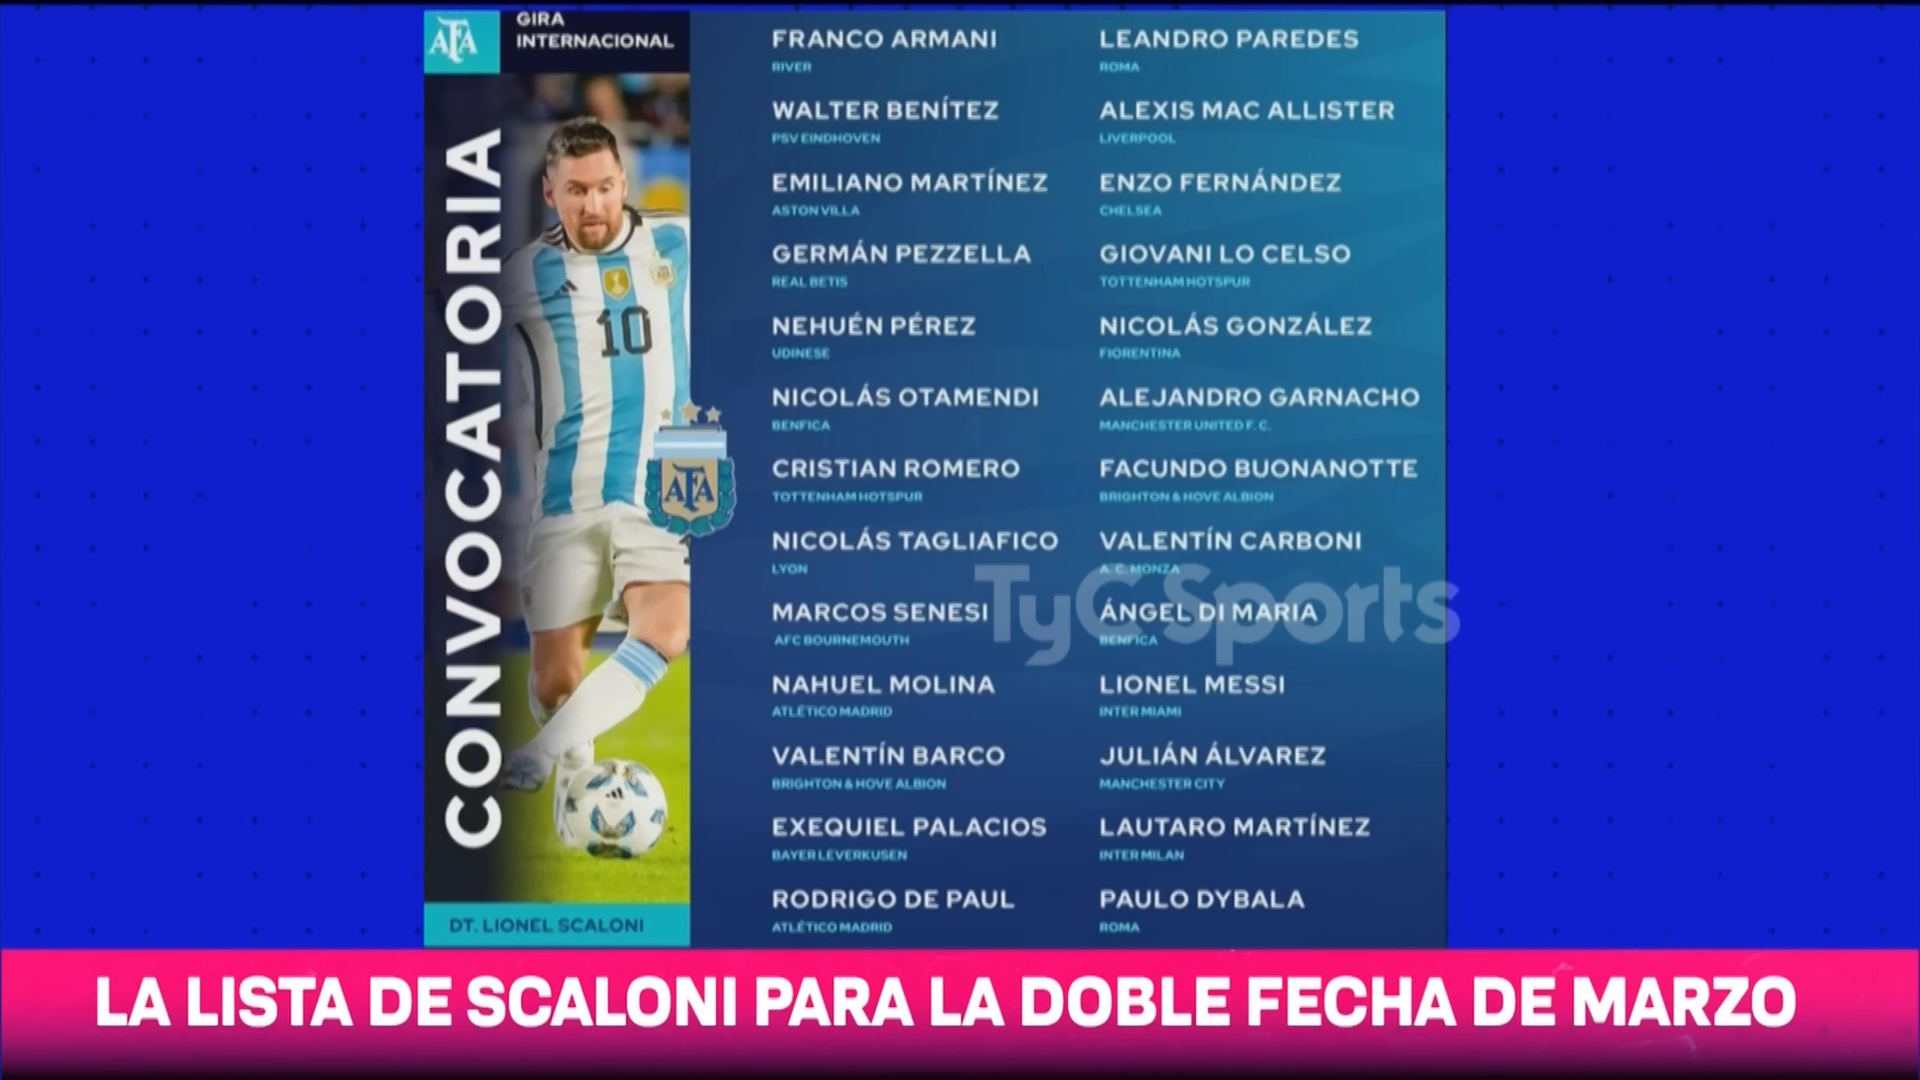 AFA
GIRA
INTERNACIONAL
CONVOCATORIA
10
AFA
DT. LIONEL SCALONI
FRANCO ARMANI
RIVER
WALTER BENÍTEZ
PSV EINDHOVEN
EMILIANO MARTÍNEZ
ASTON VILLA
GERMÁN PEZZELLA
REAL BETIS
NEHUÉN PÉREZ
UDINESE
NICOLÁS OTAMENDI
BENFICA
CRISTIAN ROMERO
TOTTENHAM HOTSPUR
NICOLÁS TAGLIAFICO
LYON
MARCOS SENESI
AFC BOURNEMOUTH
NAHUEL MOLINA
ATLÉTICO MADRID
VALENTÍN BARCO
BRIGHTON & HOVE ALBION
EXEQUIEL PALACIOS
BAYER LEVERKUSEN
RODRIGO DE PAUL
ATLÉTICO MADRID
LEANDRO PAREDES
ROMA
ALEXIS MAC ALLISTER
LIVERPOOL
ENZO FERNÁNDEZ
CHELSEA
GIOVANI LO CELSO
TOTTENHAM HOTSPUR
NICOLÁS GONZÁLEZ
FIORENTINA
ALEJANDRO GARNACHO
MANCHESTER UNITED F. C.
FACUNDO BUONANOTTE
BRIGHTON & HOVE ALBION
VALENTÍN CARBONI
A. C. MONZA
ÁNGEL DI MARIA
BENFICA
LIONEL MESSI
INTER MIAMI
JULIÁN ÁLVAREZ
MANCHESTER CITY
LAUTARO MARTÍNEZ
INTER MILAN
PAULO DYBALA
ROMA
TyC Sports
LA LISTA DE SCALONI PARA LA DOBLE FECHA DE MARZO